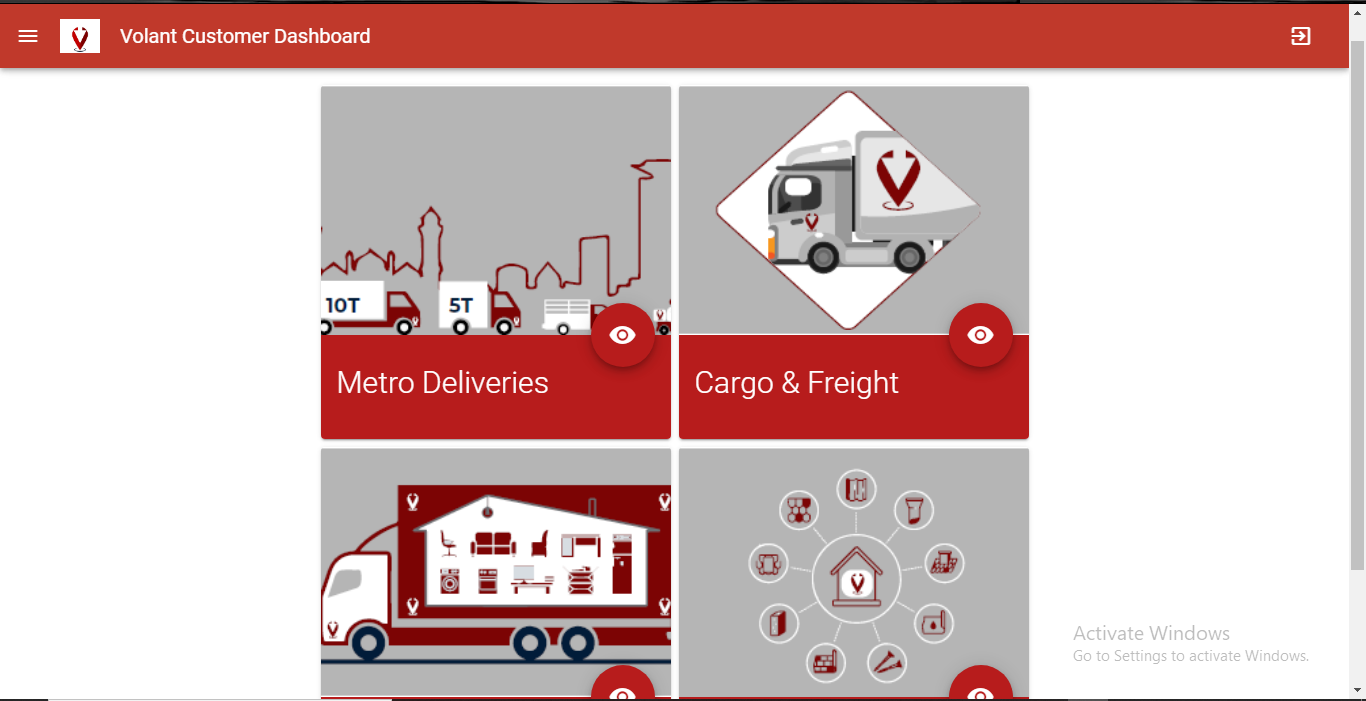 Volant Customer Dashboard
10T
5T
Metro Deliveries
Cargo & Freight
Activate Windows
Go to Settings to activate Windows.